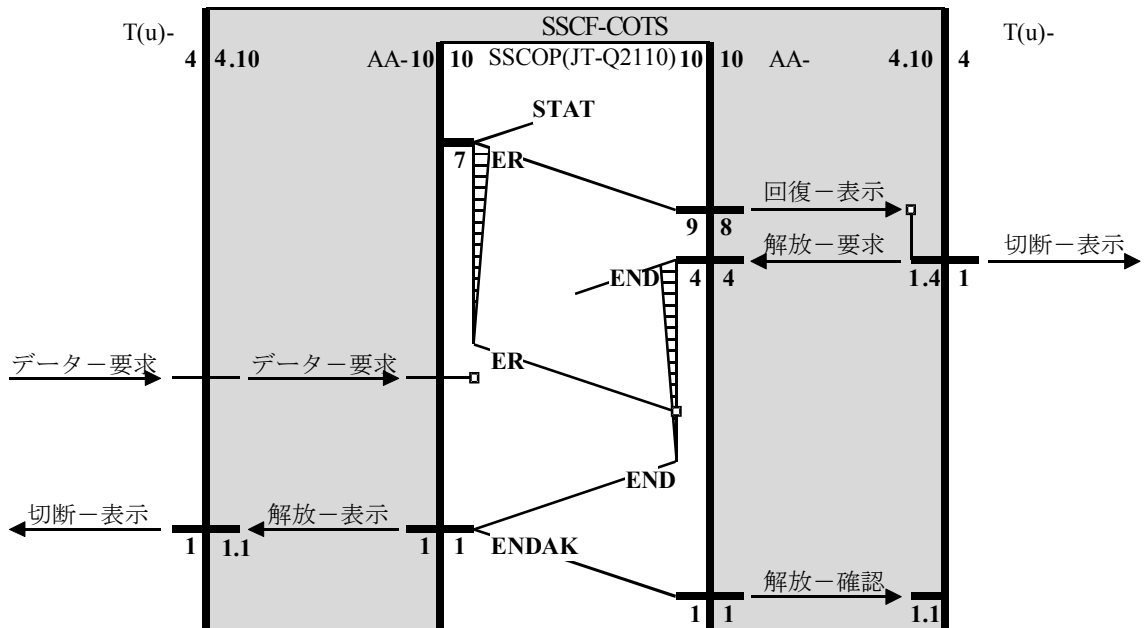 SSCF-COTS
T(u)- T(u)-
4 4.10 AA-10 10 SSCOP(JT-Q2110) 10 10 AA- 4.10 4
STAT
7 ER
回復－表示
9 8
解放－要求 切断－表示
END 4 4 1.4 1
データ－要求 データ－要求 ER
END
切断－表示 解放－表示
1 1.1 1 1 ENDAK
解放－確認
1 1 1.1